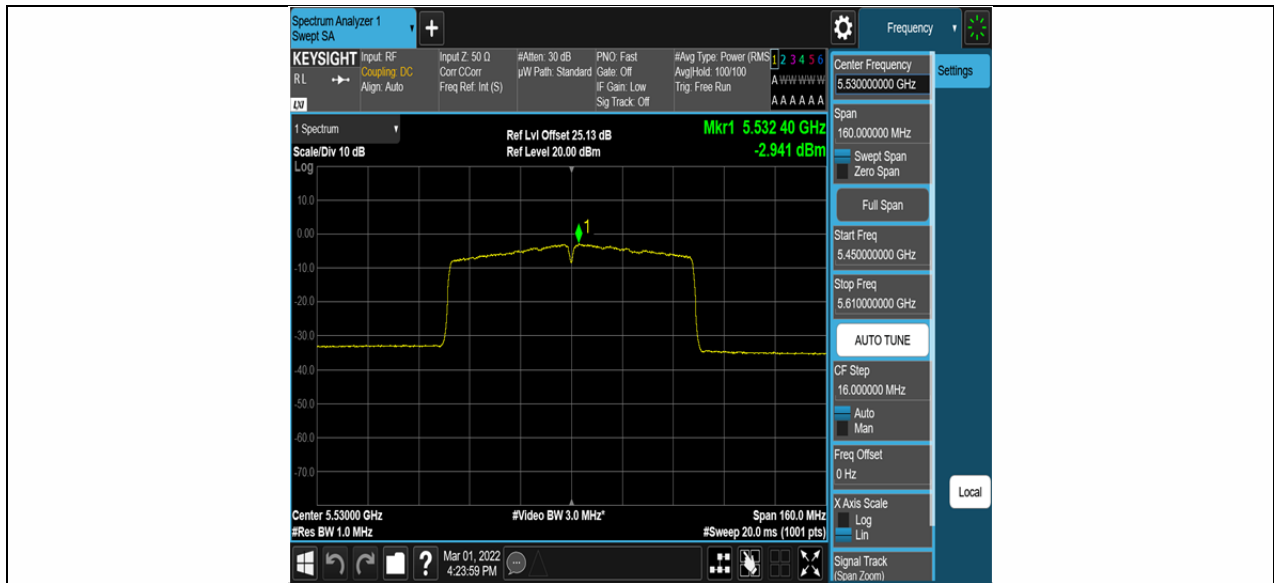 Spectrum Analyzer 1
Swept SA
+
Frequency
KEYSIGHT
RL
LXI
Input: RF
Coupling: DC
Align: Auto
Input Z: 50 Ω
Corr CCorr
Freq Ref: Int (S)
#Atten: 30 dB
µW Path: Standard
PNO: Fast
Gate: Off
IF Gain: Low
Sig Track: Off
#Avg Type: Power (RMS
Avg|Hold: 100/100
Trig: Free Run
1 2 3 4 5 6
A W W W W W
A A A A A A
1 Spectrum
Scale/Div 10 dB
Ref Lvl Offset 25.13 dB
Ref Level 20.00 dBm
Mkr1 5.532 40 GHz
-2.941 dBm
Log
10.0
0.00
-10.0
-20.0
-30.0
-40.0
-50.0
-60.0
-70.0
1
Center 5.53000 GHz
#Res BW 1.0 MHz
#Video BW 3.0 MHz*
Span 160.0 MHz
#Sweep 20.0 ms (1001 pts)
?
Mar 01, 2022
4:23:59 PM
Center Frequency
5.530000000 GHz
Span
160.000000 MHz
Swept Span
Zero Span
Full Span
Start Freq
5.450000000 GHz
Stop Freq
5.610000000 GHz
AUTO TUNE
CF Step
16.000000 MHz
Auto
Man
Freq Offset
0 Hz
X Axis Scale
Log
Lin
Signal Track
(Span Zoom)
Settings
Local